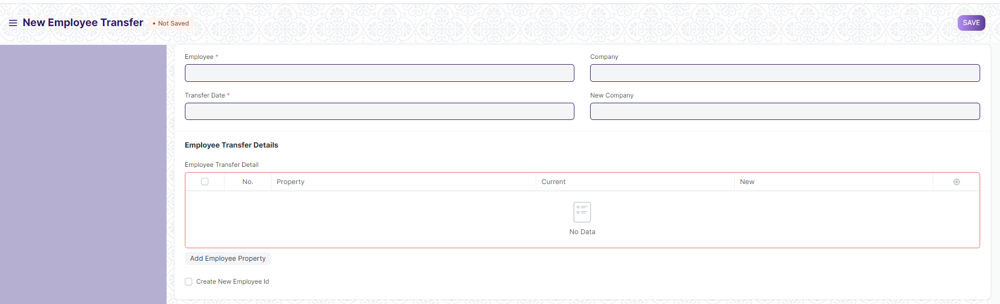 New Employee Transfer • Not Saved SAVE
Employee * Company
Transfer Date * New Company
Employee Transfer Details
Employee Transfer Detail
No. Property Current New
No Data
Add Employee Property
Create New Employee Id